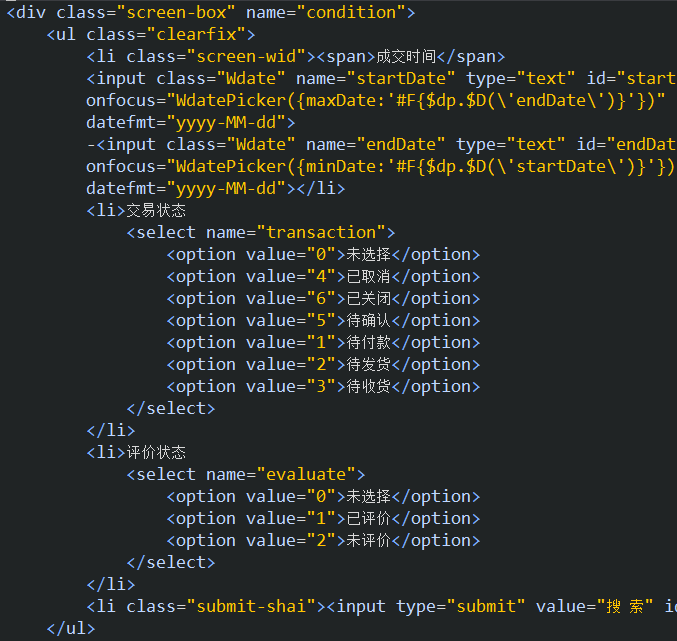 <div class="screen-box" name="condition">
<ul class="clearfix">
<li class="screen-wid"><span>成交时间</span>
<input class="Wdate" name="startDate" type="text" id="start
onfocus="WdatePicker({maxDate:'#F{$dp.$D(\'endDate\')}'})"
datefmt="yyyy-MM-dd">
-<input class="Wdate" name="endDate" type="text" id="endDat
onfocus="WdatePicker({minDate:'#F{$dp.$D(\'startDate\')}'})
datefmt="yyyy-MM-dd"></li>
<li>交易状态
<select name="transaction">
<option value="0">未选择</option>
<option value="4">已取消</option>
<option value="6">已关闭</option>
<option value="5">待确认</option>
<option value="1">待付款</option>
<option value="2">待发货</option>
<option value="3">待收货</option>
</select>
</li>
<li>评价状态
<select name="evaluate">
<option value="0">未选择</option>
<option value="1">已评价</option>
<option value="2">未评价</option>
</select>
</li>
<li class="submit-shai"><input type="submit" value="搜 索" id
</ul>